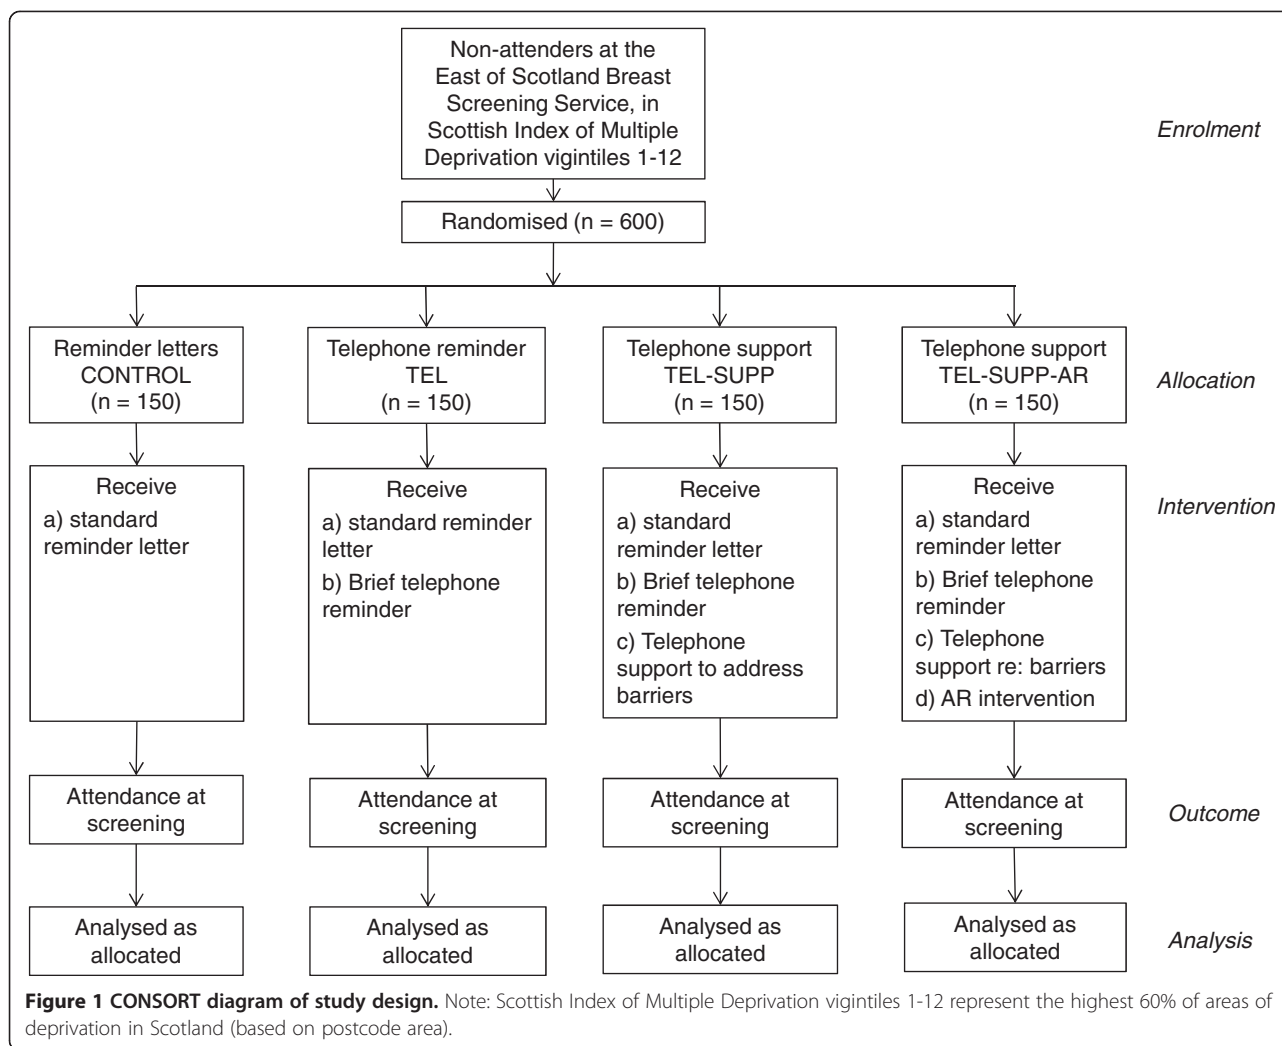 Non-attenders at the
East of Scotland Breast
Screening Service, in
Scottish Index of Multiple
Deprivation vigintiles 1-12
Enrolment
Randomised (n = 600)
Reminder letters
CONTROL
(n = 150)
Telephone reminder
TEL
(n = 150)
Telephone support
TEL-SUPP
(n = 150)
Telephone support
TEL-SUPP-AR
(n = 150)
Allocation
Receive
a) standard
reminder letter
Receive
a) standard reminder
letter
b) Brief telephone
reminder
Receive
a) standard
reminder letter
b) Brief telephone
reminder
c) Telephone
support to address
barriers
Receive
a) standard
reminder letter
b) Brief telephone
reminder
c) Telephone
support re: barriers
d) AR intervention
Intervention
Attendance at
screening
Attendance at
screening
Attendance at
screening
Attendance at
screening
Outcome
Analysed as
allocated
Analysed as
allocated
Analysed as
allocated
Analysed as
allocated
Analysis
Figure 1 CONSORT diagram of study design. Note: Scottish Index of Multiple Deprivation vigintiles 1-12 represent the highest 60% of areas of
deprivation in Scotland (based on postcode area).